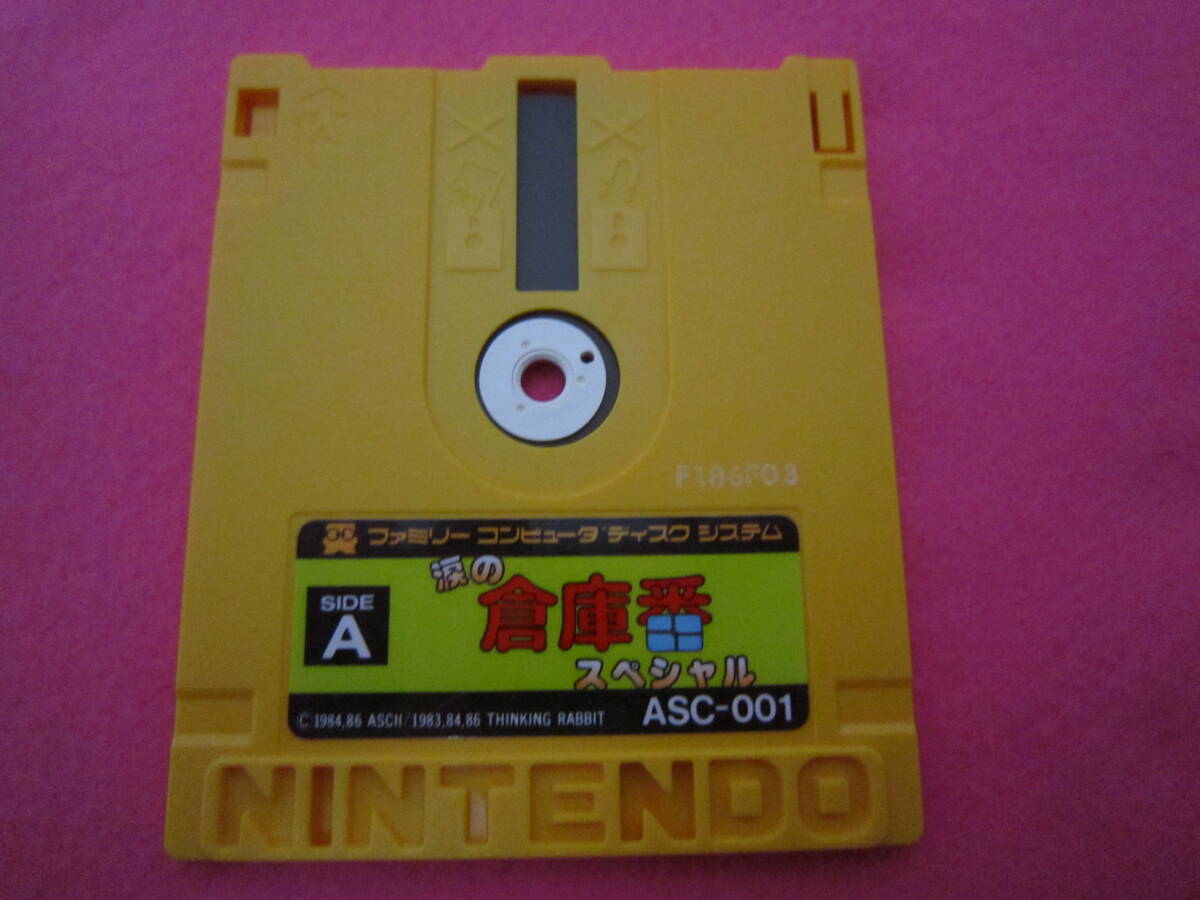 F186F03
ファミリー コンピュータ ディスク システム
涙の
倉庫番
スペシャル
SIDE
A
© 1984,86 ASCII/1983,84,86 THINKING RABBIT
ASC-001
NINTENDO